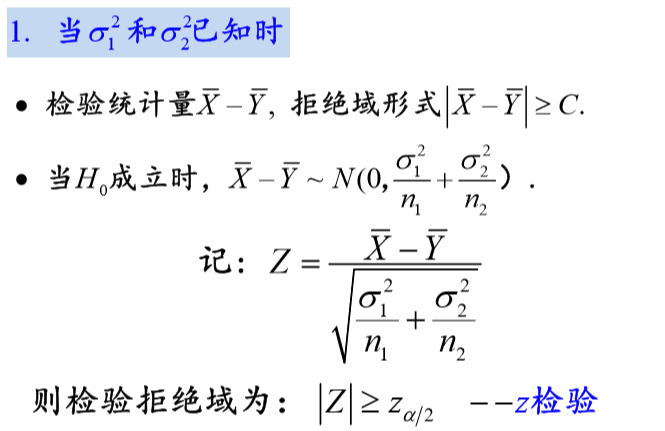 1. 当σ₁²和σ₂²已知时
• 检验统计量X̅−Y̅, 拒绝域形式|X̅−Y̅|≥C.
• 当H₀成立时，X̅−Y̅ ~ N(0, σ₁²/n₁ + σ₂²/n₂）.
记：Z = (X̅−Y̅) / √(σ₁²/n₁ + σ₂²/n₂)
则检验拒绝域为：|Z| ≥ z_{α/2} −−z检验